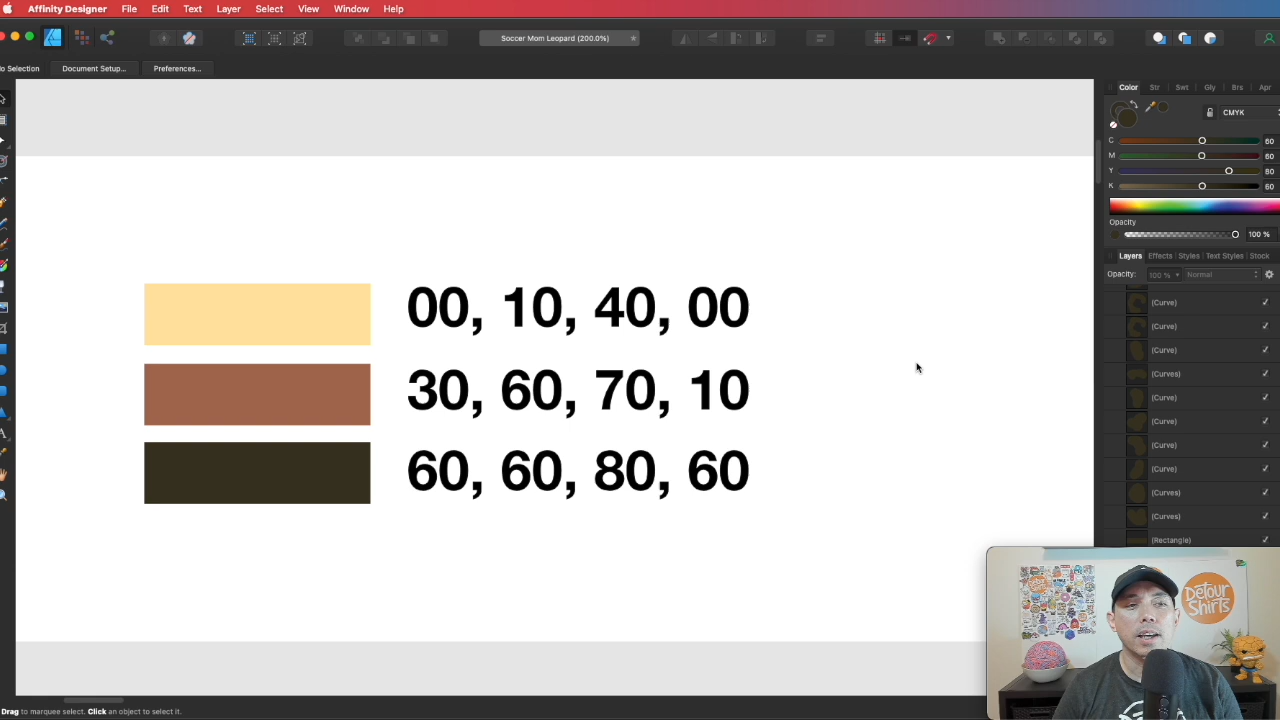 Affinity Designer File Edit Text Layer Select View Window Help
Soccer Mom Leopard (200.0%)
o Selection Document Setup... Preferences...
Color Str Swt Gly Brs Apr
CMYK
C 60
M 60
Y 80
K 60
Opacity
100 %
Layers Effects Styles Text Styles Stock
Opacity: 100 % Normal
(Curve)
(Curve)
(Curve)
(Curves)
(Curve)
(Curve)
(Curve)
(Curve)
(Curves)
(Curves)
(Rectangle)
00, 10, 40, 00
30, 60, 70, 10
60, 60, 80, 60
DeTour
SHiRTS
Drag to marquee select. Click an object to select it.